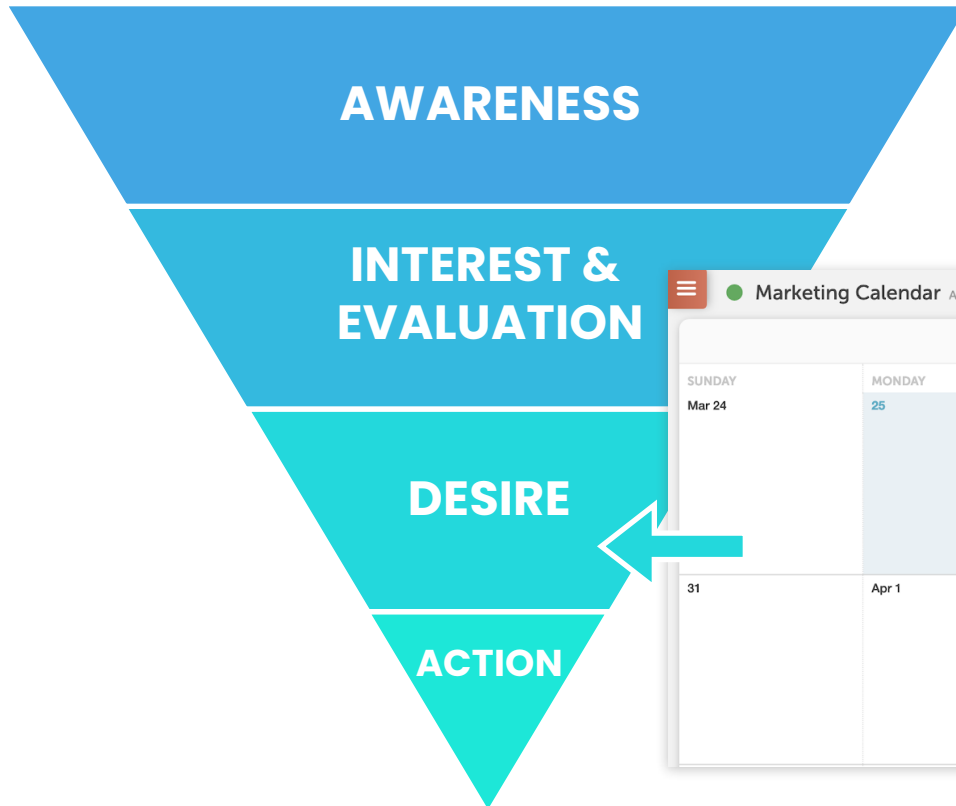 AWARENESS
INTEREST &
EVALUATION
Marketing Calendar
SUNDAY MONDAY
Mar 24 25
DESIRE
31 Apr 1
ACTION